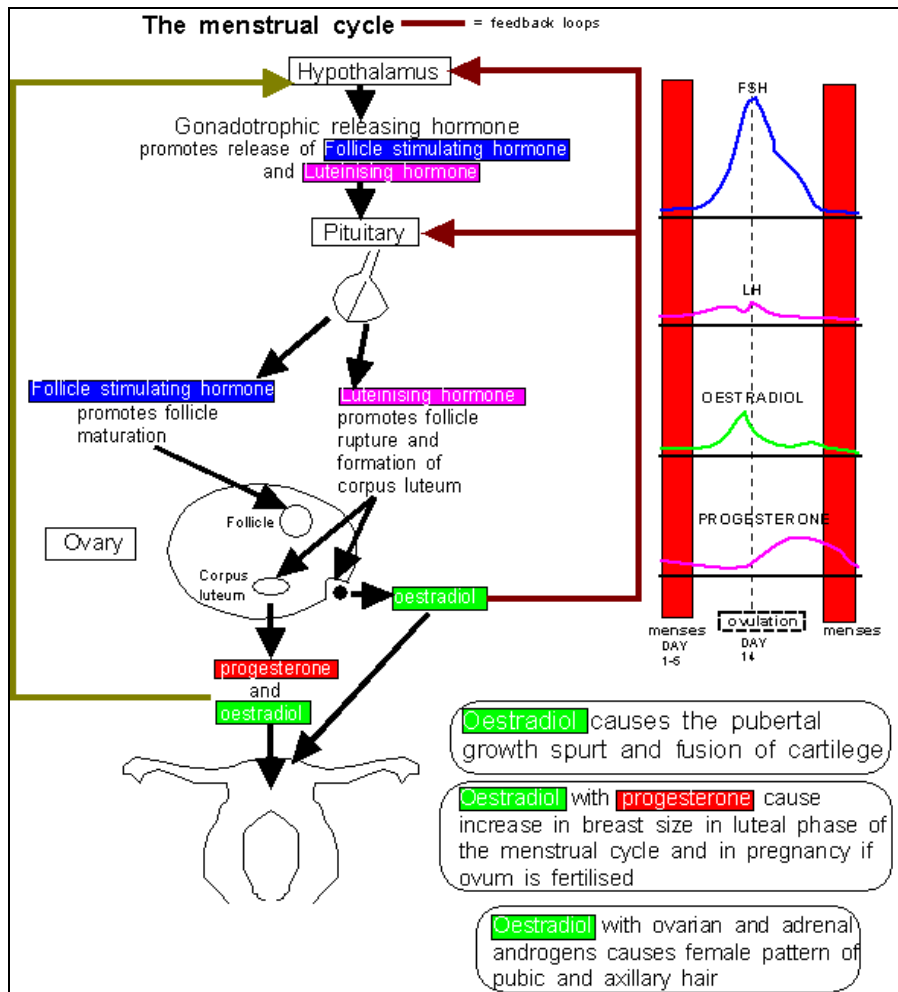 The menstrual cycle = feedback loops
Hypothalamus
Gonadotrophic releasing hormone
promotes release of Follicle stimulating hormone
and Luteinising hormone
Pituitary
Follicle stimulating hormone
promotes follicle
maturation
Luteinising hormone
promotes follicle
rupture and
formation of
corpus luteum
Ovary
Follicle
Corpus
luteum
oestradiol
progesterone
and
oestradiol
FSH
LH
OESTRADIOL
PROGESTERONE
menses
DAY
1-5
ovulation
DAY
14
menses
Oestradiol causes the pubertal
growth spurt and fusion of cartilege
Oestradiol with progesterone cause
increase in breast size in luteal phase of
the menstrual cycle and in pregnancy if
ovum is fertilised
Oestradiol with ovarian and adrenal
androgens causes female pattern of
pubic and axillary hair